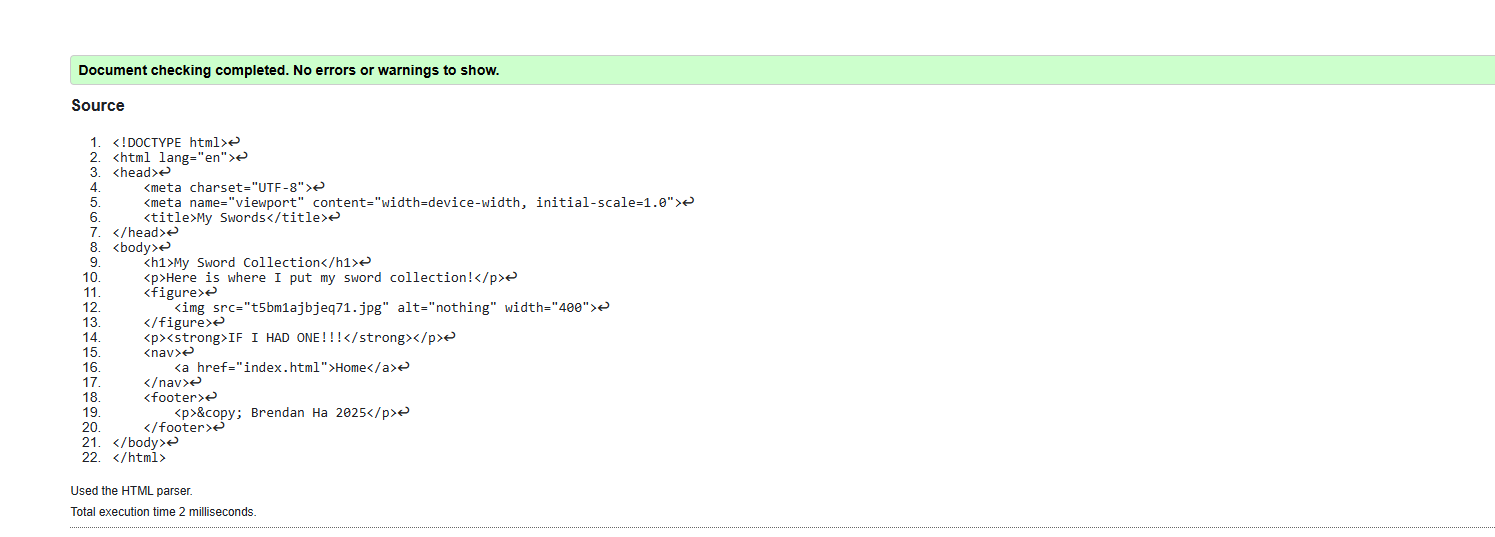 Document checking completed. No errors or warnings to show.
Source
1. <!DOCTYPE html>↩
2. <html lang="en">↩
3. <head>↩
4.     <meta charset="UTF-8">↩
5.     <meta name="viewport" content="width=device-width, initial-scale=1.0">↩
6.     <title>My Swords</title>↩
7. </head>↩
8. <body>↩
9.     <h1>My Sword Collection</h1>↩
10.     <p>Here is where I put my sword collection!</p>↩
11.     <figure>↩
12.         <img src="t5bm1ajbjeq71.jpg" alt="nothing" width="400">↩
13.     </figure>↩
14.     <p><strong>IF I HAD ONE!!!</strong></p>↩
15.     <nav>↩
16.         <a href="index.html">Home</a>↩
17.     </nav>↩
18.     <footer>↩
19.         <p>&copy; Brendan Ha 2025</p>↩
20.     </footer>↩
21. </body>↩
22. </html>
Used the HTML parser.
Total execution time 2 milliseconds.